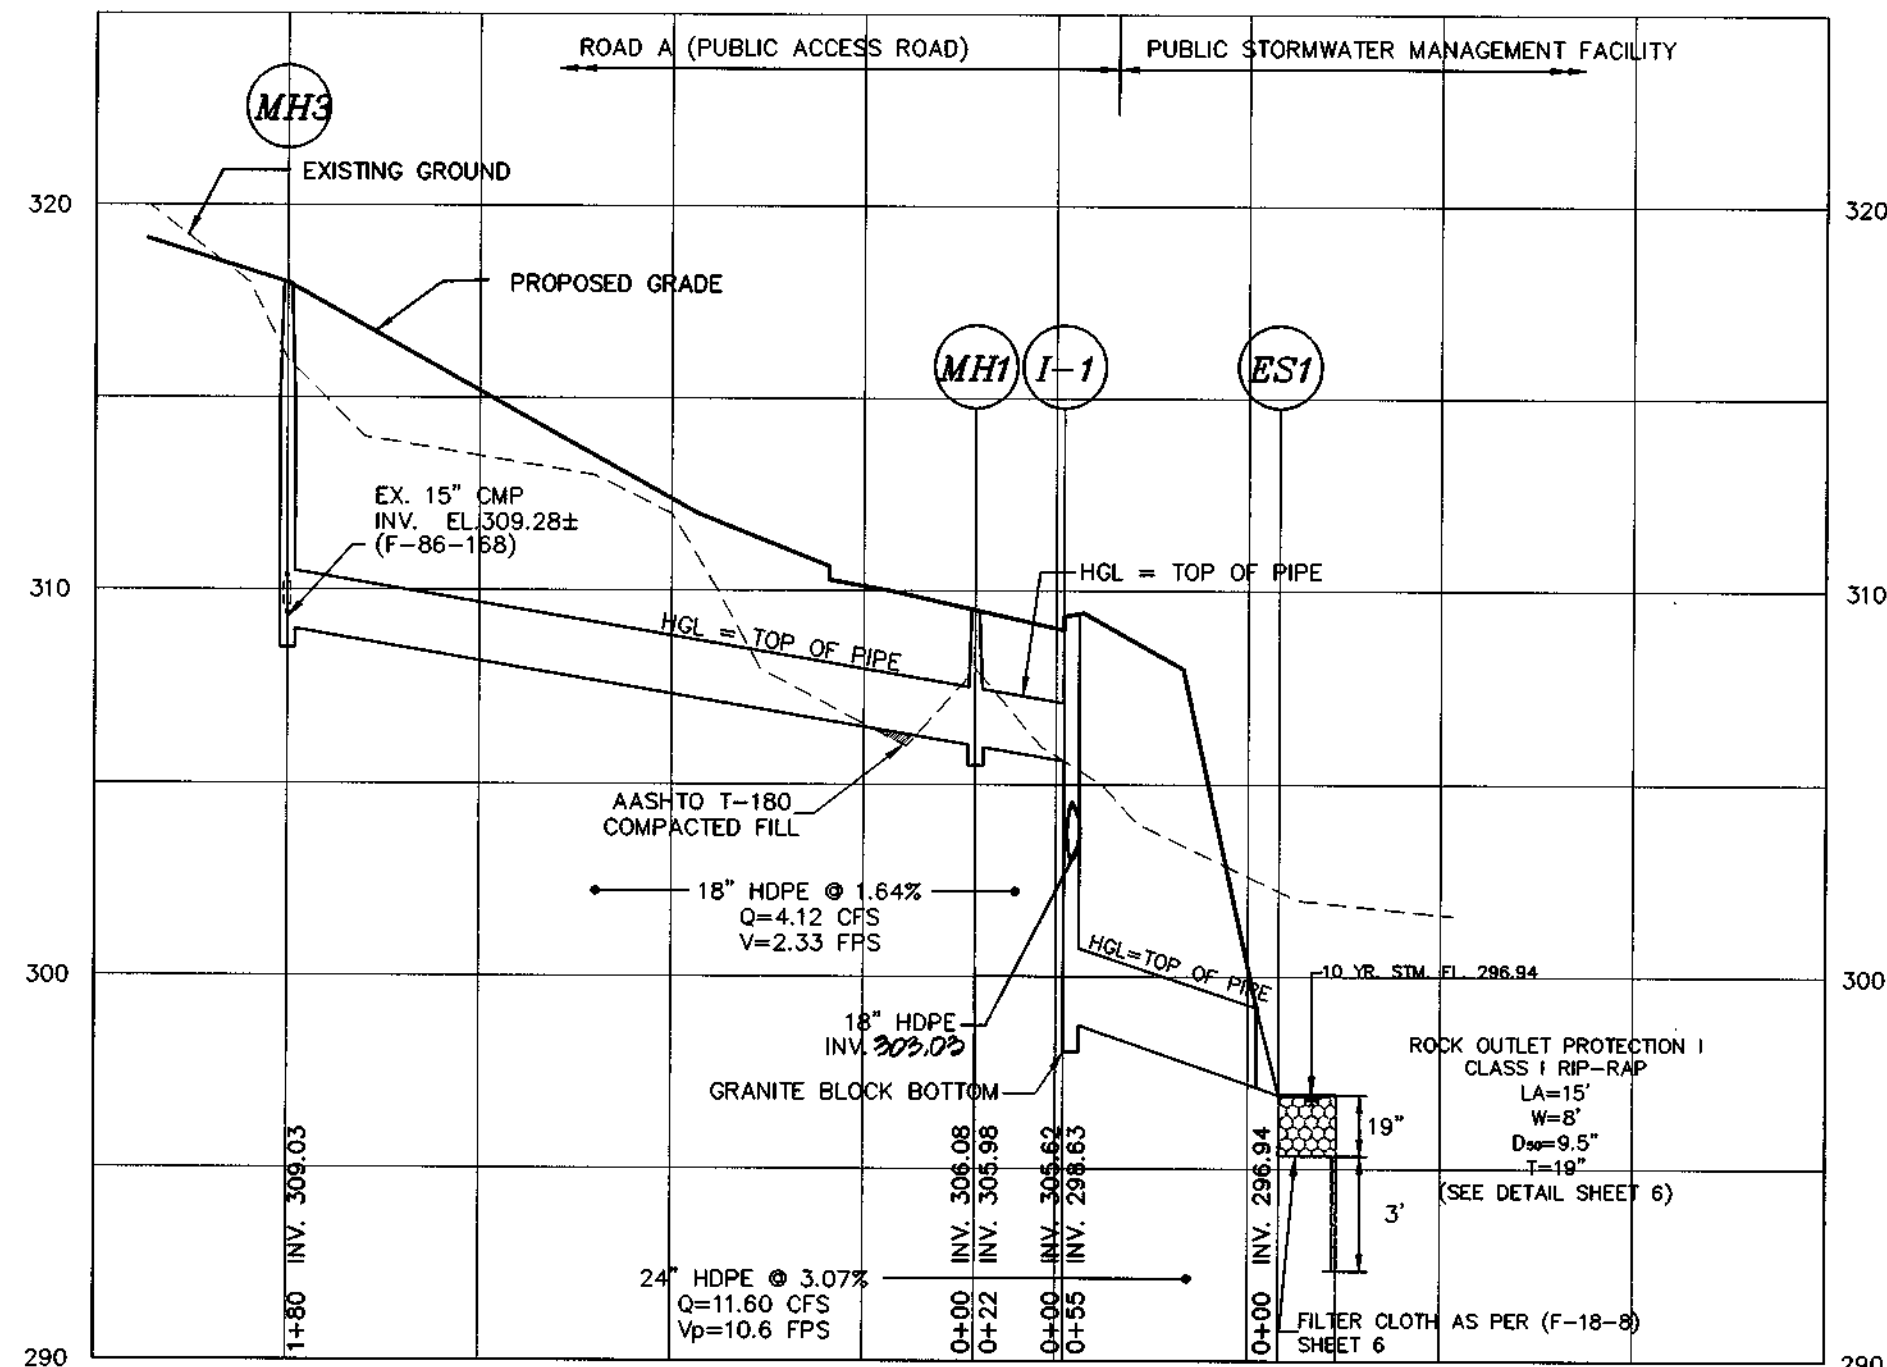 ROAD A (PUBLIC ACCESS ROAD)
PUBLIC STORMWATER MANAGEMENT FACILITY
MH3
EXISTING GROUND
320
320
PROPOSED GRADE
MH1
I-1
ES1
EX. 15" CMP
INV. EL.309.28±
(F-86-168)
HGL = TOP OF PIPE
310
310
HGL = TOP OF PIPE
AASHTO T-180
COMPACTED FILL
18" HDPE @ 1.64%
Q=4.12 CFS
V=2.33 FPS
HGL=TOP OF PIPE
10 YR. STM. EL. 296.94
300
300
18" HDPE
INV. 303.03
GRANITE BLOCK BOTTOM
ROCK OUTLET PROTECTION I
CLASS I RIP-RAP
LA=15'
W=8'
D50=9.5"
T=19"
(SEE DETAIL SHEET 6)
19"
3'
1+80 INV. 309.03
0+00 INV. 306.08
0+22 INV. 305.98
0+00 INV. 305.62
0+55 INV. 298.63
0+00 INV. 296.94
24" HDPE @ 3.07%
Q=11.60 CFS
Vp=10.6 FPS
FILTER CLOTH AS PER (F-18-8)
SHEET 6
290
290